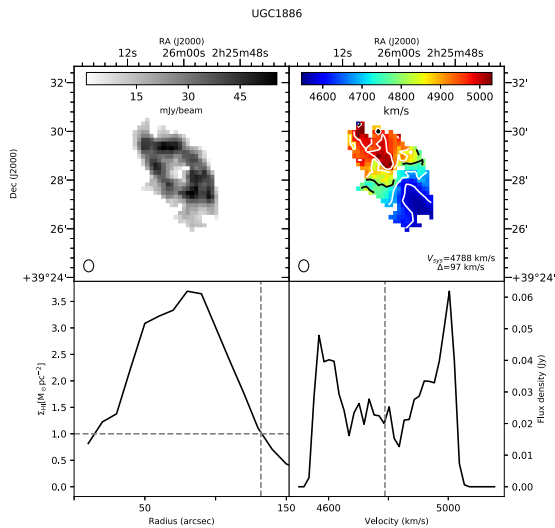 UGC1886
RA (J2000)
12s 26m00s 2h25m48s
RA (J2000)
12s 26m00s 2h25m48s
Dec (J2000)
32'
30'
28'
26'
+39°24'
15 30 45
mJy/beam
32'
30'
28'
26'
+39°24'
4600 4700 4800 4900 5000
km/s
V_sys=4788 km/s
Δ=97 km/s
Σ_HI[M_⊙pc⁻²]
3.5
3.0
2.5
2.0
1.5
1.0
0.5
0.0
50 150
Radius (arcsec)
0.06
0.05
0.04
0.03
0.02
0.01
0.00
Flux density (Jy)
4600 4800 5000
Velocity (km/s)